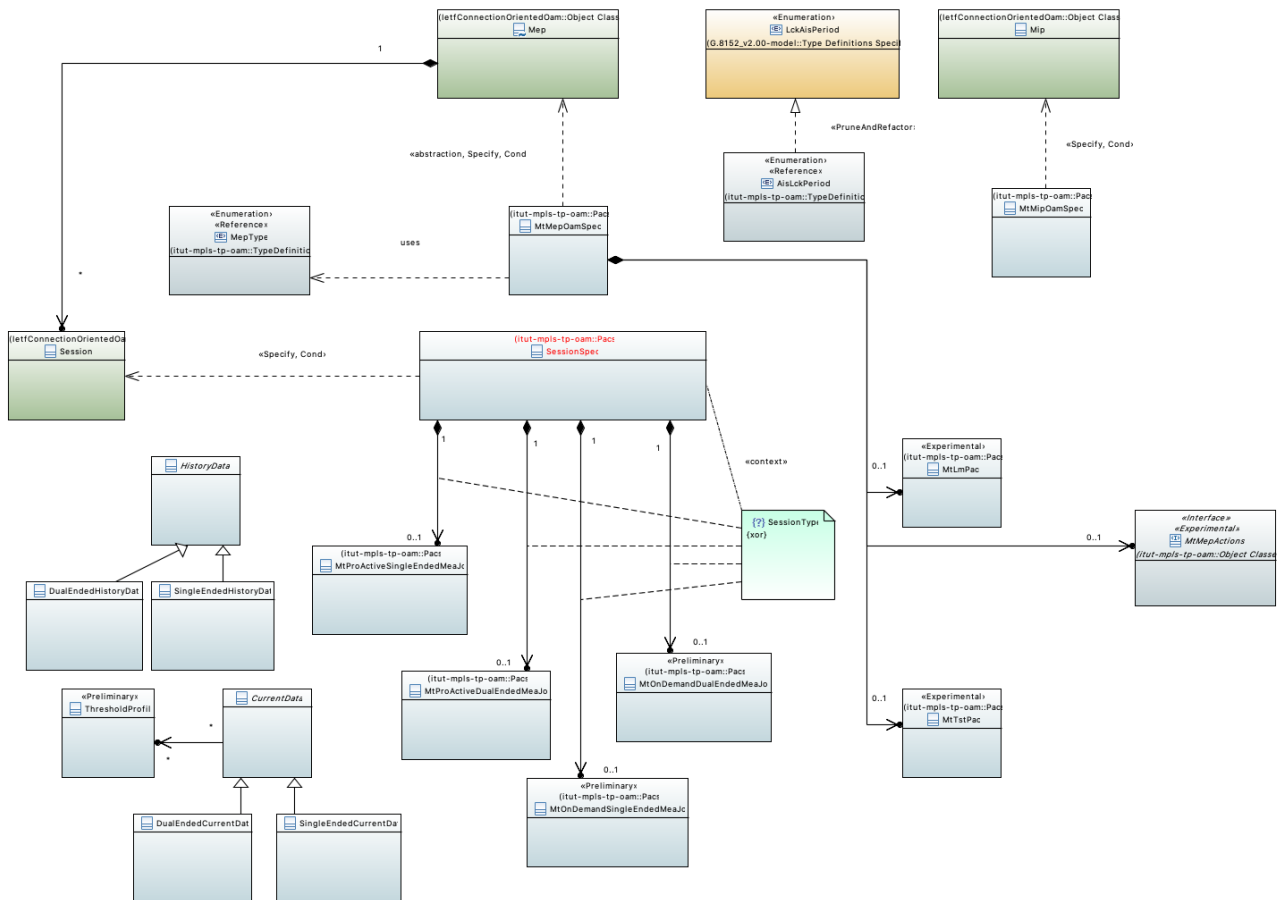 (IetfConnectionOrientedOam::Object Class
Mep
«Enumeration»
LckAisPeriod
(G.8152_v2.00-model::Type Definitions Specif
(IetfConnectionOrientedOam::Object Class
Mip
1
«abstraction, Specify, Cond
«PruneAndRefactor»
«Specify, Cond»
«Enumeration»
«Reference»
AisLckPeriod
(itut-mpls-tp-oam::TypeDefinitio
(itut-mpls-tp-oam::Pacs
MtMipOamSpec
«Enumeration»
«Reference»
MepType
(itut-mpls-tp-oam::TypeDefinitio
uses
(itut-mpls-tp-oam::Pacs
MtMepOamSpec
*
(IetfConnectionOrientedOa
Session
«Specify, Cond»
(itut-mpls-tp-oam::Pacs
SessionSpec
1
1
1
1
«context»
0..1
«Experimental»
(itut-mpls-tp-oam::Pacs
MtLmPac
HistoryData
{?} SessionType
{xor}
0..1
0..1
«Interface»
«Experimental»
MtMepActions
(itut-mpls-tp-oam::Object Classe
(itut-mpls-tp-oam::Pacs
MtProActiveSingleEndedMeaJo
DualEndedHistoryDat
SingleEndedHistoryDat
0..1
0..1
(itut-mpls-tp-oam::Pacs
MtProActiveDualEndedMeaJo
«Preliminary»
(itut-mpls-tp-oam::Pacs
MtOnDemandDualEndedMeaJo
0..1
«Experimental»
(itut-mpls-tp-oam::Pacs
MtTstPac
«Preliminary»
ThresholdProfil
*
*
CurrentData
0..1
«Preliminary»
(itut-mpls-tp-oam::Pacs
MtOnDemandSingleEndedMeaJo
DualEndedCurrentDat
SingleEndedCurrentDat